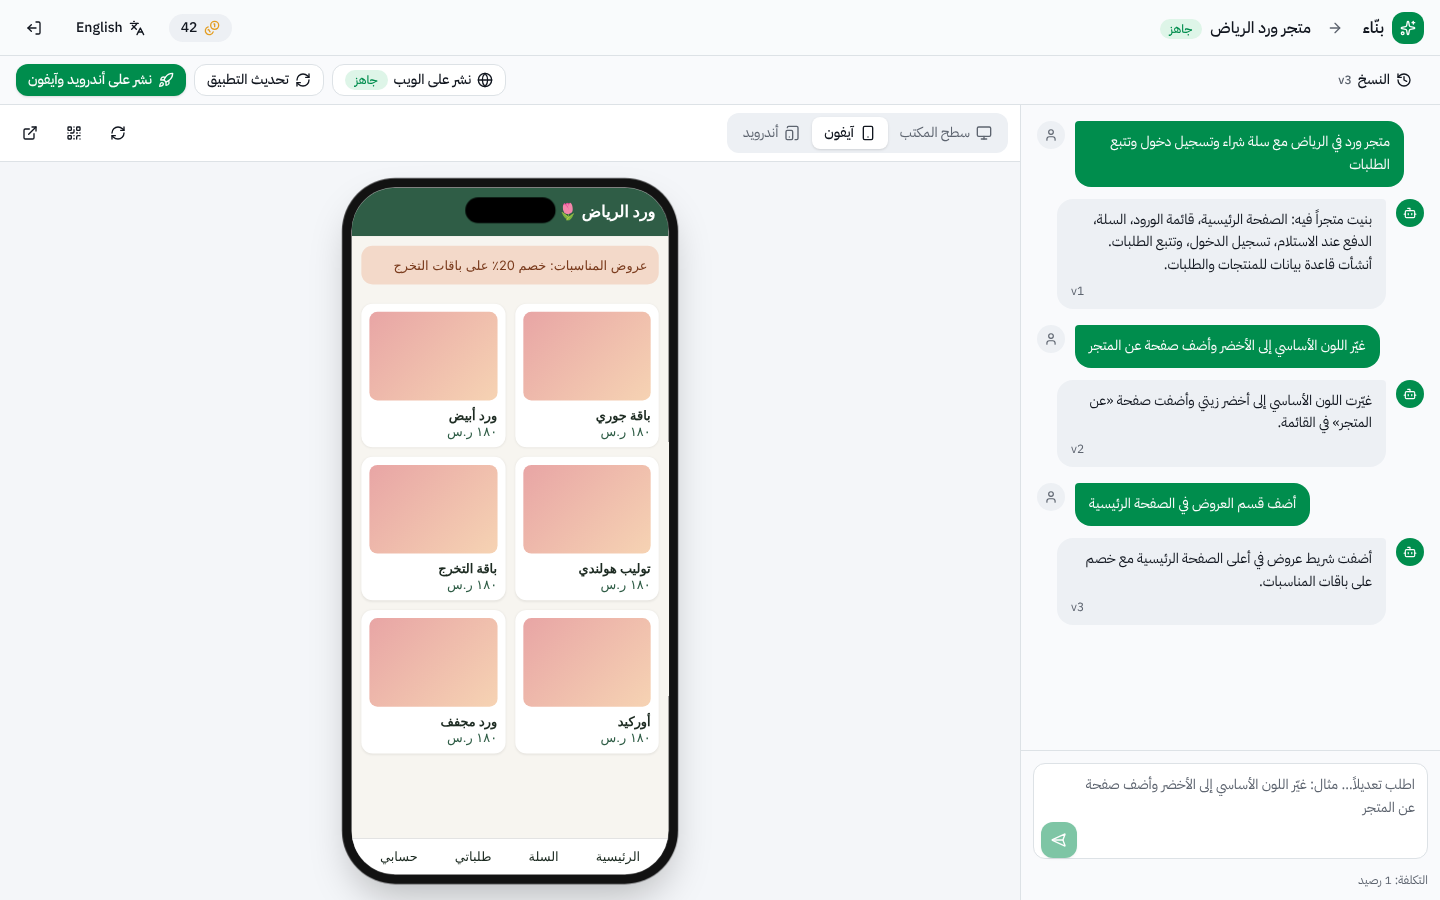 بنّاء
متجر ورد الرياض
جاهز
42
English
النسخ v3
نشر على الويب جاهز
تحديث التطبيق
نشر على أندرويد وآيفون
متجر ورد في الرياض مع سلة شراء وتسجيل دخول وتتبع
الطلبات
بنيت متجراً فيه: الصفحة الرئيسية، قائمة الورود، السلة،
الدفع عند الاستلام، تسجيل الدخول، وتتبع الطلبات.
أنشأت قاعدة بيانات للمنتجات والطلبات.
v1
غيّر اللون الأساسي إلى الأخضر وأضف صفحة عن المتجر
غيّرت اللون الأساسي إلى أخضر زيتي وأضفت صفحة «عن
المتجر» في القائمة.
v2
أضف قسم العروض في الصفحة الرئيسية
أضفت شريط عروض في أعلى الصفحة الرئيسية مع خصم
على باقات المناسبات.
v3
اطلب تعديلاً... مثال: غيّر اللون الأساسي إلى الأخضر وأضف صفحة
عن المتجر
التكلفة: 1 رصيد
سطح المكتب
آيفون
أندرويد
ورد الرياض 🌷
عروض المناسبات: خصم 20٪ على باقات التخرج
باقة جوري
١٨٠ ر.س
ورد أبيض
١٨٠ ر.س
توليب هولندي
١٨٠ ر.س
باقة التخرج
١٨٠ ر.س
أوركيد
١٨٠ ر.س
ورد مجفف
١٨٠ ر.س
الرئيسية
السلة
طلباتي
حسابي